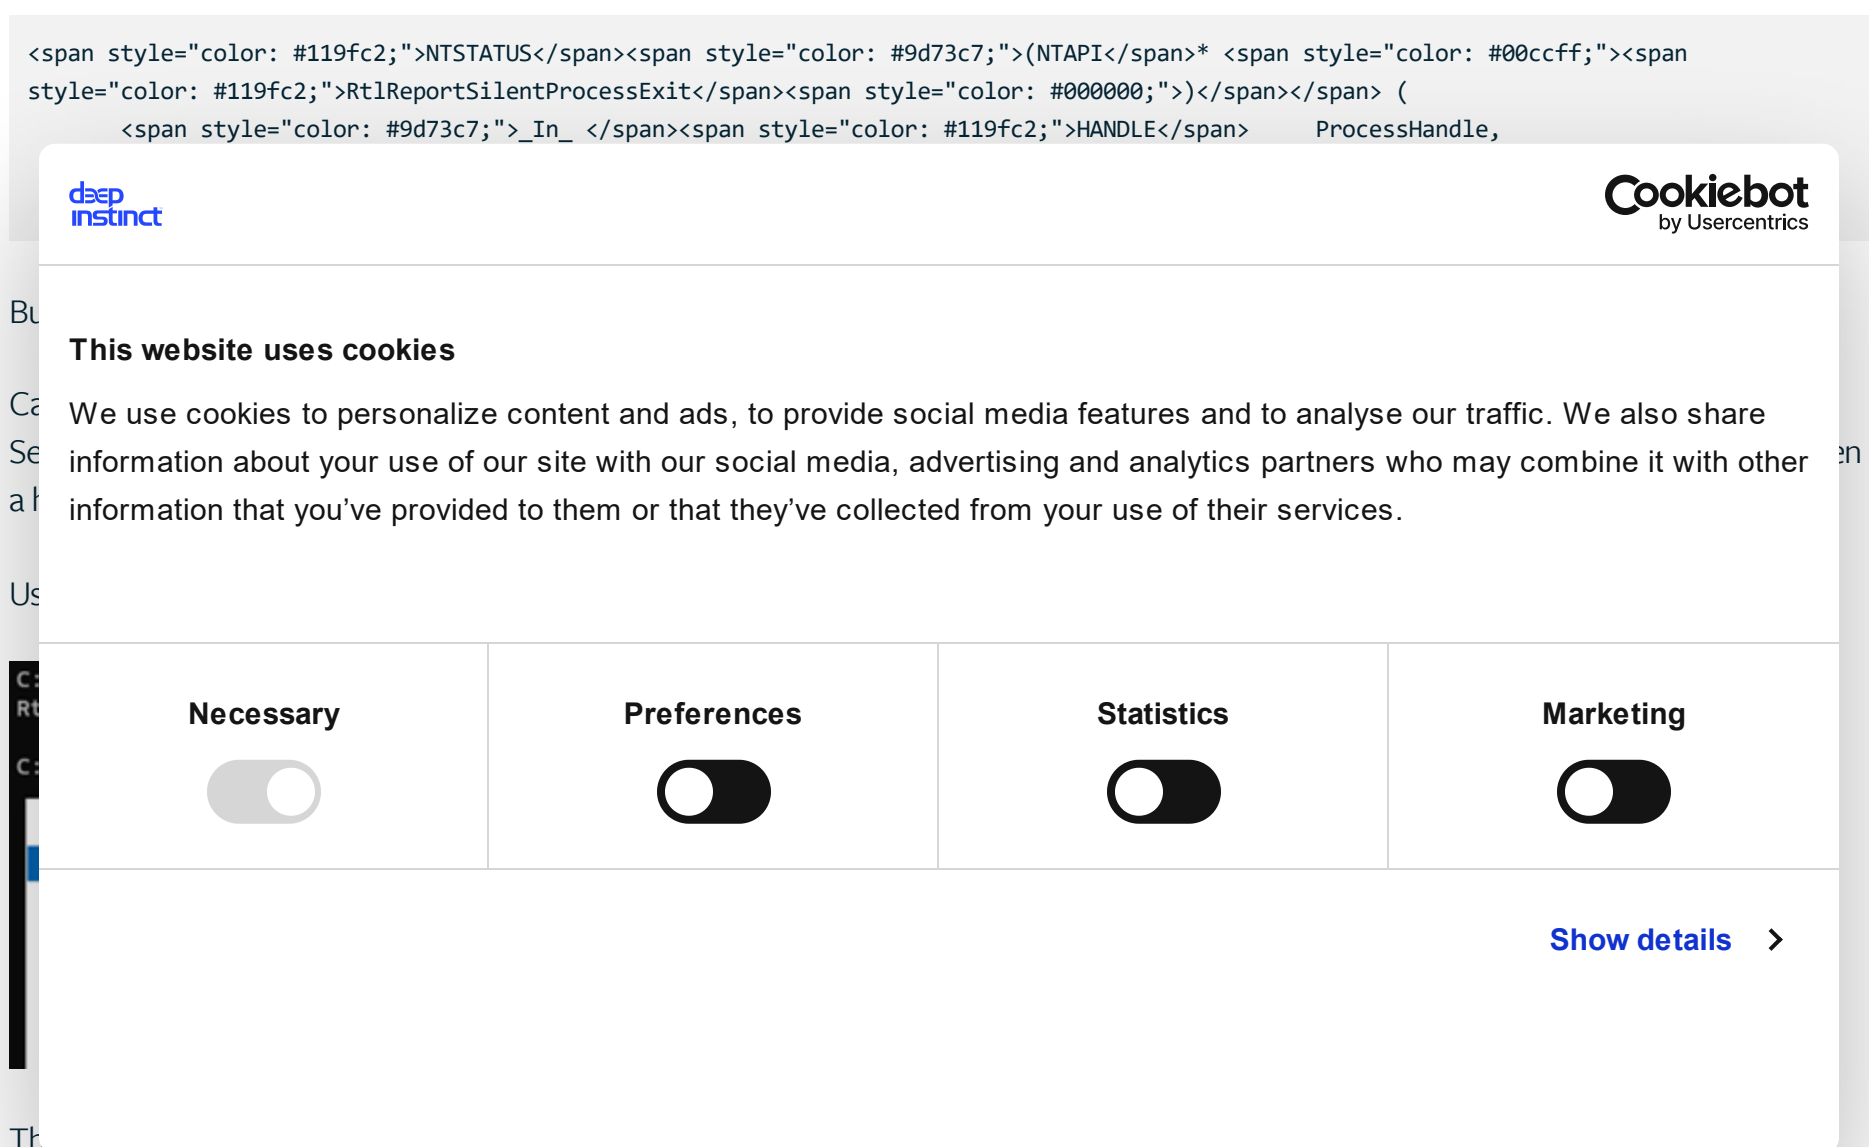 <span style="color: #119fc2;">NTSTATUS</span><span style="color: #9d73c7;">(NTAPI</span>* <span style="color: #00ccff;"><span
style="color: #119fc2;">RtlReportSilentProcessExit</span><span style="color: #000000;">)</span></span> (
<span style="color: #9d73c7;">_In_ </span><span style="color: #119fc2;">HANDLE</span>     ProcessHandle,
deep
instinct
Cookiebot
by Usercentrics
This website uses cookies
We use cookies to personalize content and ads, to provide social media features and to analyse our traffic. We also share
information about your use of our site with our social media, advertising and analytics partners who may combine it with other
information that you’ve provided to them or that they’ve collected from your use of their services.
Necessary
Preferences
Statistics
Marketing
Show details